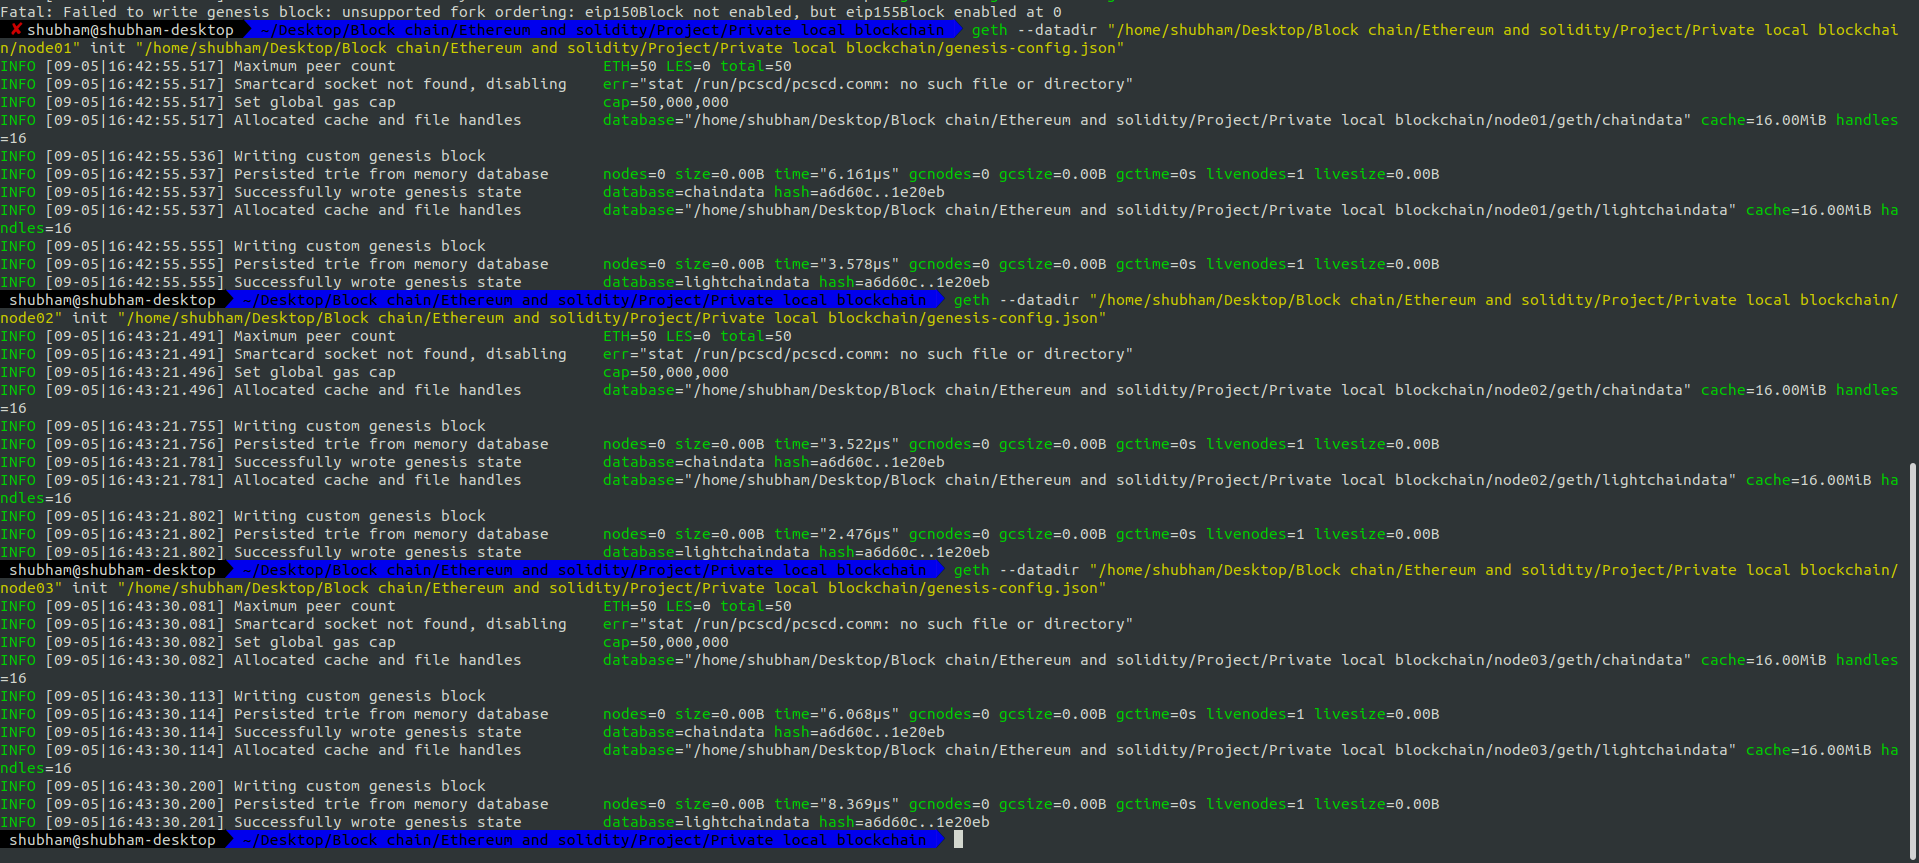 Fatal: Failed to write genesis block: unsupported fork ordering: eip150Block not enabled, but eip155Block enabled at 0
✘ shubham@shubham-desktop ~/Desktop/Block chain/Ethereum and solidity/Project/Private local blockchain geth --datadir "/home/shubham/Desktop/Block chain/Ethereum and solidity/Project/Private local blockchai
n/node01" init "/home/shubham/Desktop/Block chain/Ethereum and solidity/Project/Private local blockchain/genesis-config.json"
INFO [09-05|16:42:55.517] Maximum peer count ETH=50 LES=0 total=50
INFO [09-05|16:42:55.517] Smartcard socket not found, disabling err="stat /run/pcscd/pcscd.comm: no such file or directory"
INFO [09-05|16:42:55.517] Set global gas cap cap=50,000,000
INFO [09-05|16:42:55.517] Allocated cache and file handles database="/home/shubham/Desktop/Block chain/Ethereum and solidity/Project/Private local blockchain/node01/geth/chaindata" cache=16.00MiB handles
=16
INFO [09-05|16:42:55.536] Writing custom genesis block
INFO [09-05|16:42:55.537] Persisted trie from memory database nodes=0 size=0.00B time="6.161µs" gcnodes=0 gcsize=0.00B gctime=0s livenodes=1 livesize=0.00B
INFO [09-05|16:42:55.537] Successfully wrote genesis state database=chaindata hash=a6d60c..1e20eb
INFO [09-05|16:42:55.537] Allocated cache and file handles database="/home/shubham/Desktop/Block chain/Ethereum and solidity/Project/Private local blockchain/node01/geth/lightchaindata" cache=16.00MiB ha
ndles=16
INFO [09-05|16:42:55.555] Writing custom genesis block
INFO [09-05|16:42:55.555] Persisted trie from memory database nodes=0 size=0.00B time="3.578µs" gcnodes=0 gcsize=0.00B gctime=0s livenodes=1 livesize=0.00B
INFO [09-05|16:42:55.555] Successfully wrote genesis state database=lightchaindata hash=a6d60c..1e20eb
shubham@shubham-desktop ~/Desktop/Block chain/Ethereum and solidity/Project/Private local blockchain geth --datadir "/home/shubham/Desktop/Block chain/Ethereum and solidity/Project/Private local blockchain/
node02" init "/home/shubham/Desktop/Block chain/Ethereum and solidity/Project/Private local blockchain/genesis-config.json"
INFO [09-05|16:43:21.491] Maximum peer count ETH=50 LES=0 total=50
INFO [09-05|16:43:21.491] Smartcard socket not found, disabling err="stat /run/pcscd/pcscd.comm: no such file or directory"
INFO [09-05|16:43:21.496] Set global gas cap cap=50,000,000
INFO [09-05|16:43:21.496] Allocated cache and file handles database="/home/shubham/Desktop/Block chain/Ethereum and solidity/Project/Private local blockchain/node02/geth/chaindata" cache=16.00MiB handles
=16
INFO [09-05|16:43:21.755] Writing custom genesis block
INFO [09-05|16:43:21.756] Persisted trie from memory database nodes=0 size=0.00B time="3.522µs" gcnodes=0 gcsize=0.00B gctime=0s livenodes=1 livesize=0.00B
INFO [09-05|16:43:21.781] Successfully wrote genesis state database=chaindata hash=a6d60c..1e20eb
INFO [09-05|16:43:21.781] Allocated cache and file handles database="/home/shubham/Desktop/Block chain/Ethereum and solidity/Project/Private local blockchain/node02/geth/lightchaindata" cache=16.00MiB ha
ndles=16
INFO [09-05|16:43:21.802] Writing custom genesis block
INFO [09-05|16:43:21.802] Persisted trie from memory database nodes=0 size=0.00B time="2.476µs" gcnodes=0 gcsize=0.00B gctime=0s livenodes=1 livesize=0.00B
INFO [09-05|16:43:21.802] Successfully wrote genesis state database=lightchaindata hash=a6d60c..1e20eb
shubham@shubham-desktop ~/Desktop/Block chain/Ethereum and solidity/Project/Private local blockchain geth --datadir "/home/shubham/Desktop/Block chain/Ethereum and solidity/Project/Private local blockchain/
node03" init "/home/shubham/Desktop/Block chain/Ethereum and solidity/Project/Private local blockchain/genesis-config.json"
INFO [09-05|16:43:30.081] Maximum peer count ETH=50 LES=0 total=50
INFO [09-05|16:43:30.081] Smartcard socket not found, disabling err="stat /run/pcscd/pcscd.comm: no such file or directory"
INFO [09-05|16:43:30.082] Set global gas cap cap=50,000,000
INFO [09-05|16:43:30.082] Allocated cache and file handles database="/home/shubham/Desktop/Block chain/Ethereum and solidity/Project/Private local blockchain/node03/geth/chaindata" cache=16.00MiB handles
=16
INFO [09-05|16:43:30.113] Writing custom genesis block
INFO [09-05|16:43:30.114] Persisted trie from memory database nodes=0 size=0.00B time="6.068µs" gcnodes=0 gcsize=0.00B gctime=0s livenodes=1 livesize=0.00B
INFO [09-05|16:43:30.114] Successfully wrote genesis state database=chaindata hash=a6d60c..1e20eb
INFO [09-05|16:43:30.114] Allocated cache and file handles database="/home/shubham/Desktop/Block chain/Ethereum and solidity/Project/Private local blockchain/node03/geth/lightchaindata" cache=16.00MiB ha
ndles=16
INFO [09-05|16:43:30.200] Writing custom genesis block
INFO [09-05|16:43:30.200] Persisted trie from memory database nodes=0 size=0.00B time="8.369µs" gcnodes=0 gcsize=0.00B gctime=0s livenodes=1 livesize=0.00B
INFO [09-05|16:43:30.201] Successfully wrote genesis state database=lightchaindata hash=a6d60c..1e20eb
shubham@shubham-desktop ~/Desktop/Block chain/Ethereum and solidity/Project/Private local blockchain